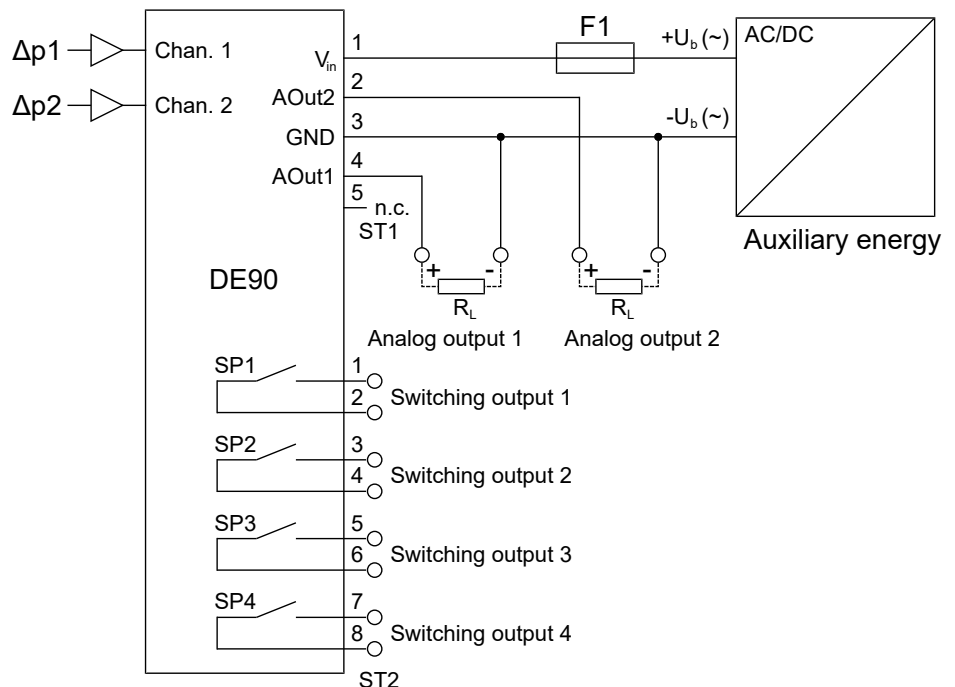 Δp1
Δp2
Chan. 1
Chan. 2
V_in
AOut2
GND
AOut1
1
2
3
4
5
n.c.
ST1
F1
+U_b (~)
-U_b (~)
AC/DC
Auxiliary energy
+ -
R_L
Analog output 1
+ -
R_L
Analog output 2
DE90
SP1
1
2
Switching output 1
SP2
3
4
Switching output 2
SP3
5
6
Switching output 3
SP4
7
8
Switching output 4
ST2